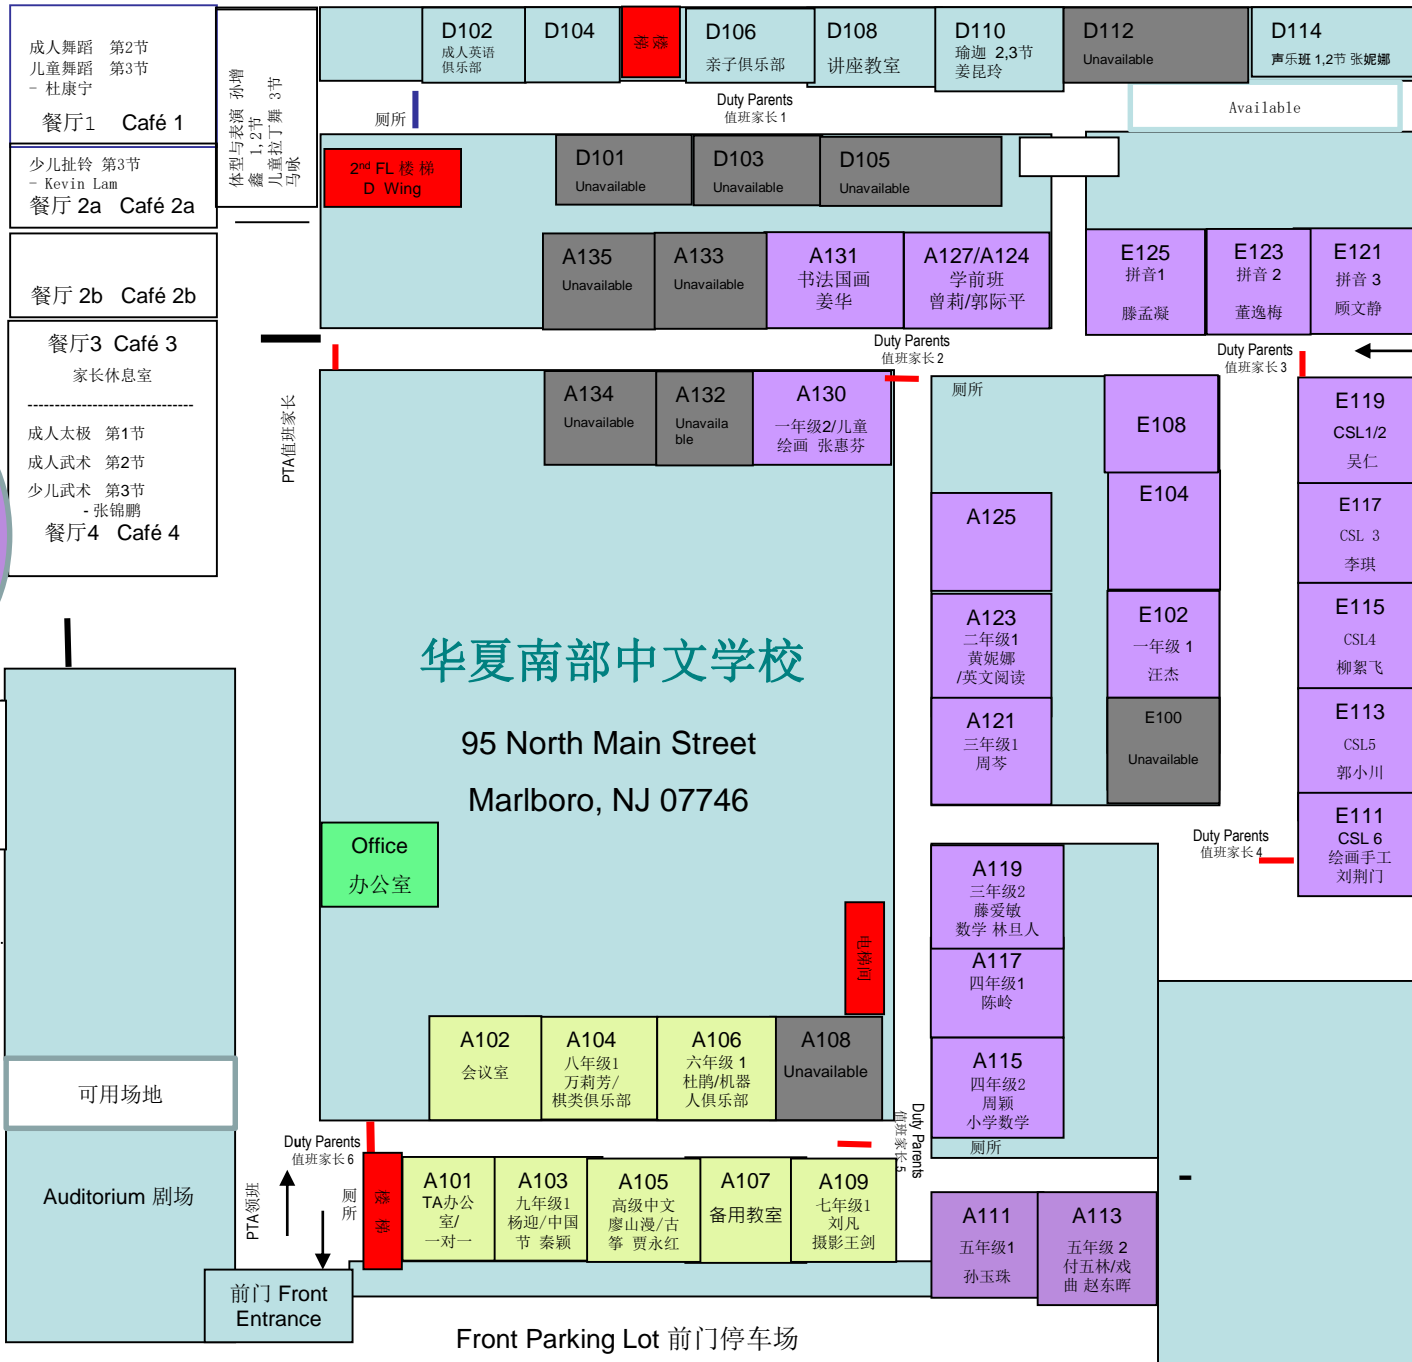 成人舞蹈 第2节
儿童舞蹈 第3节
- 杜康宁
餐厅1 Café 1
少儿扯铃 第3节
- Kevin Lam
餐厅 2a Café 2a
餐厅 2b Café 2b
餐厅3 Café 3
家长休息室
-------------------------------
成人太极 第1节
成人武术 第2节
少儿武术 第3节
- 张锦鹏
餐厅4 Café 4
体型与表演 孙增
鑫 1,2节
儿童拉丁舞 3节
马咏
D102
成人英语
俱乐部
D104
楼梯
D106
亲子俱乐部
D108
讲座教室
D110
瑜迦 2,3节
姜昆玲
D112
Unavailable
D114
声乐班 1,2节 张妮娜
厕所
Duty Parents
值班家长 1
Available
2nd FL 楼 梯
D Wing
D101
Unavailable
D103
Unavailable
D105
Unavailable
A135
Unavailable
A133
Unavailable
A131
书法国画
姜华
A127/A124
学前班
曾莉/郭际平
E125
拼音1
滕孟凝
E123
拼音 2
董逸梅
E121
拼音 3
顾文静
Duty Parents
值班家长 2
Duty Parents
值班家长 3
PTA值班家长
A134
Unavailable
A132
Unavaila
ble
A130
一年级2/儿童
绘画 张惠芬
厕所
E108
E104
A125
A123
二年级1
黄妮娜
/英文阅读
E102
一年级 1
汪杰
A121
三年级1
周芩
E100
Unavailable
E119
CSL1/2
吴仁
E117
CSL 3
李琪
E115
CSL4
柳絮飞
E113
CSL5
郭小川
E111
CSL 6
绘画手工
刘荆门
Duty Parents
值班家长 4
华夏南部中文学校
95 North Main Street
Marlboro, NJ 07746
Office
办公室
电梯间
A119
三年级2
藤爱敏
数学 林旦人
A117
四年级1
陈岭
A115
四年级2
周颖
小学数学
厕所
A102
会议室
A104
八年级1
万莉芳/
棋类俱乐部
A106
六年级 1
杜鹃/机器
人俱乐部
A108
Unavailable
Duty Parents
值班家长 5
可用场地
Auditorium 剧场
Duty Parents
值班家长 6
PTA领班
厕所
楼 梯
A101
TA办公
室/
一对一
A103
九年级1
杨迎/中国
节 秦颖
A105
高级中文
廖山漫/古
筝 贾永红
A107
备用教室
A109
七年级1
刘凡
摄影王剑
A111
五年级1
孙玉珠
A113
五年级 2
付五林/戏
曲 赵东晖
-
前门 Front
Entrance
Front Parking Lot 前门停车场